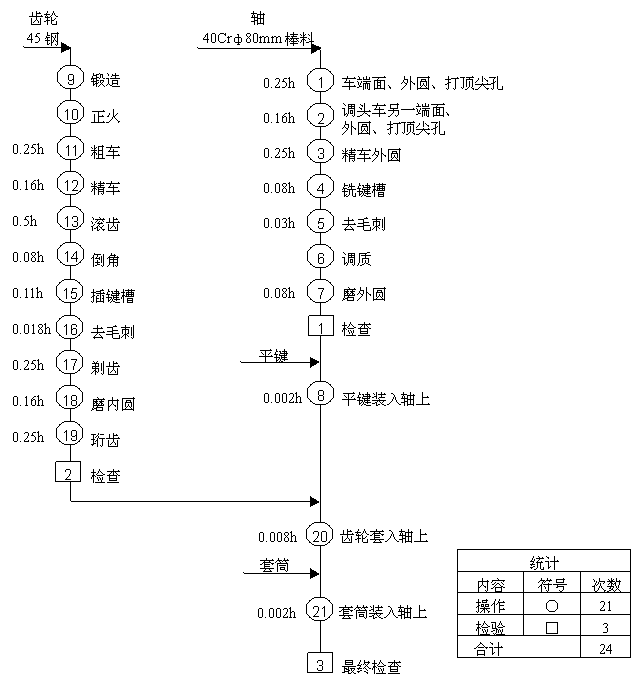 齿轮
45 钢
9 锻造
10 正火
0.25h 11 粗车
0.16h 12 精车
0.5h 13 滚齿
0.08h 14 倒角
0.11h 15 插键槽
0.018h 16 去毛刺
0.25h 17 剃齿
0.16h 18 磨内圆
0.25h 19 珩齿
2 检查
轴
40Crφ80mm棒料
0.25h 1 车端面、外圆、打顶尖孔
0.16h 2 调头车另一端面、
外圆、打顶尖孔
0.25h 3 精车外圆
0.08h 4 铣键槽
0.03h 5 去毛刺
6 调质
0.08h 7 磨外圆
1 检查
平键
0.002h 8 平键装入轴上
0.008h 20 齿轮套入轴上
套筒
0.002h 21 套筒装入轴上
3 最终检查
统计
内容 符号 次数
操作 ○ 21
检验 □ 3
合计 24